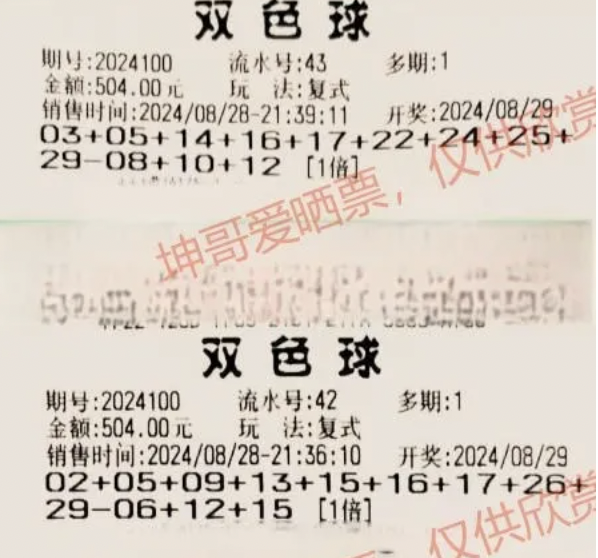 双色球
期号:2024100 流水号:43 多期:1
金额:504.00元 玩 法:复式
销售时间:2024/08/28-21:39:11 开奖:2024/08/29
03+05+14+16+17+22+24+25+
29-08+10+12 [1倍]
坤哥爱晒票，仅供欣赏
双色球
期号:2024100 流水号:42 多期:1
金额:504.00元 玩 法:复式
销售时间:2024/08/28-21:36:10 开奖:2024/08/29
02+05+09+13+15+16+17+26+
29-06+12+15 [1倍]
仅供欣赏